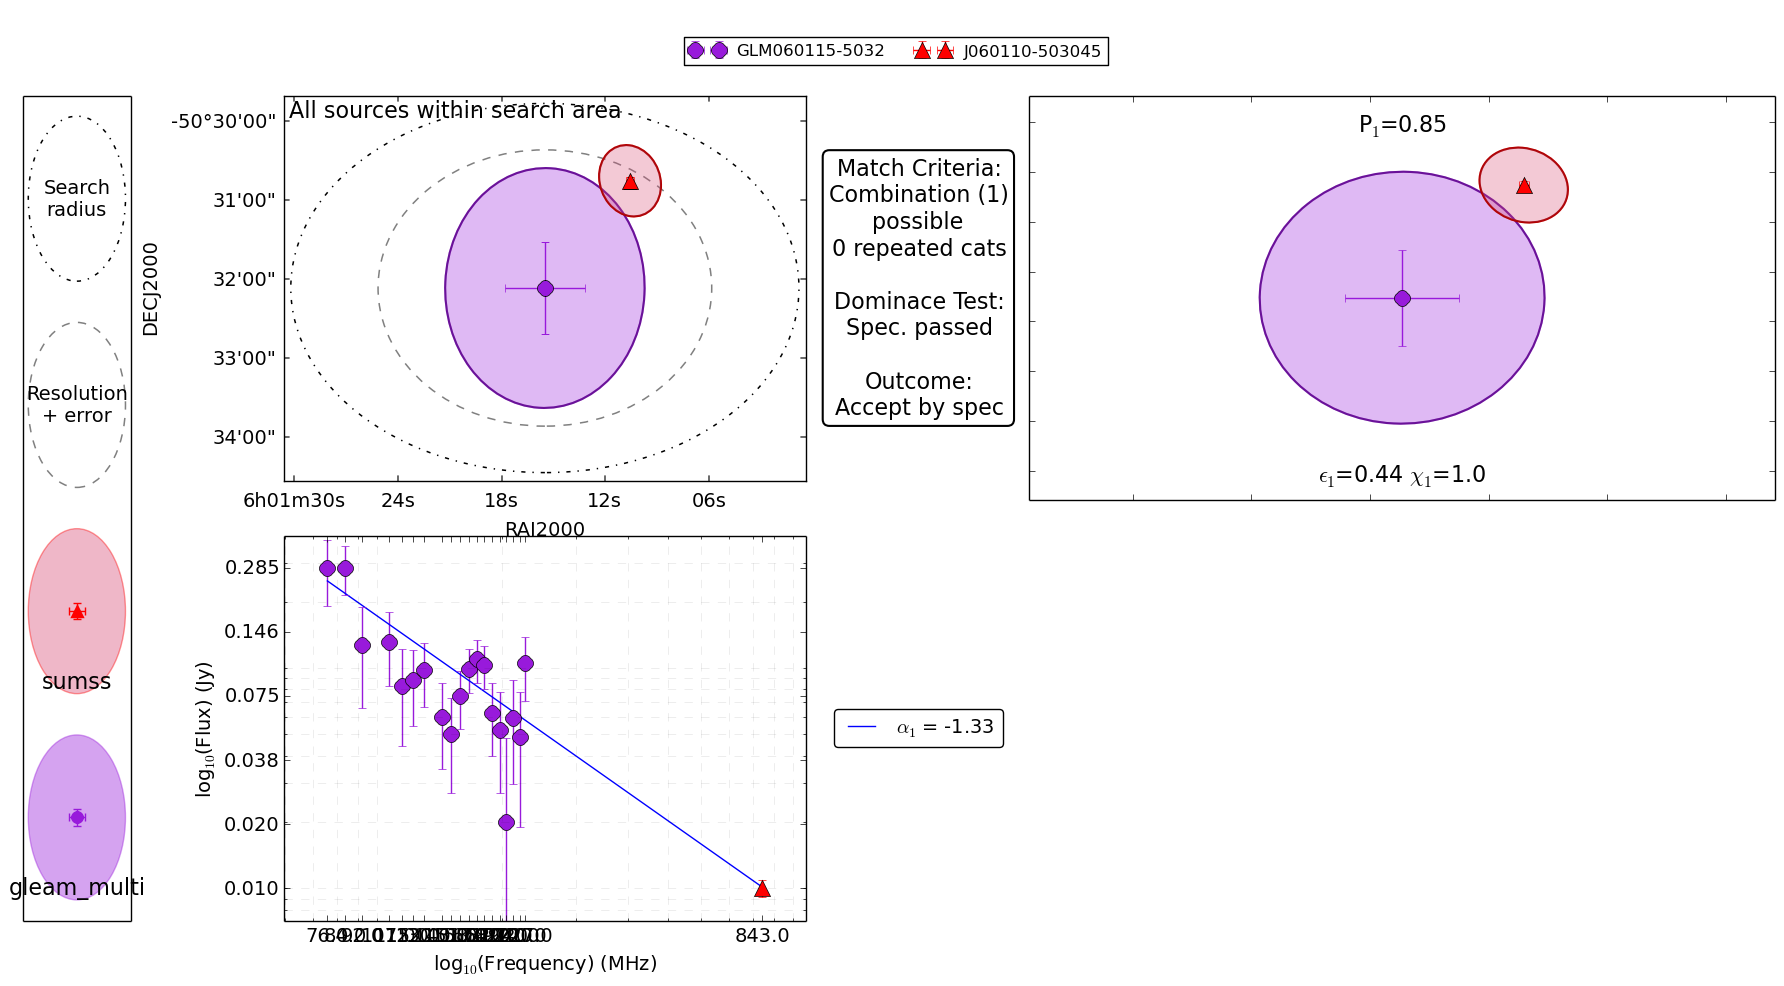 GLM060115-5032
J060110-503045
Search
radius
Resolution
+ error
sumss
gleam_multi
All sources within search area
DECJ2000
-50°30'00"
31'00"
32'00"
33'00"
34'00"
6h01m30s
24s
18s
12s
06s
RAJ2000
Match Criteria:
Combination (1)
possible
0 repeated cats
Dominace Test:
Spec. passed
Outcome:
Accept by spec
P₁=0.85
ϵ₁=0.44 χ₁=1.0
log₁₀(Flux) (Jy)
0.285
0.146
0.075
0.038
0.020
0.010
843.0
log₁₀(Frequency) (MHz)
α₁ = -1.33